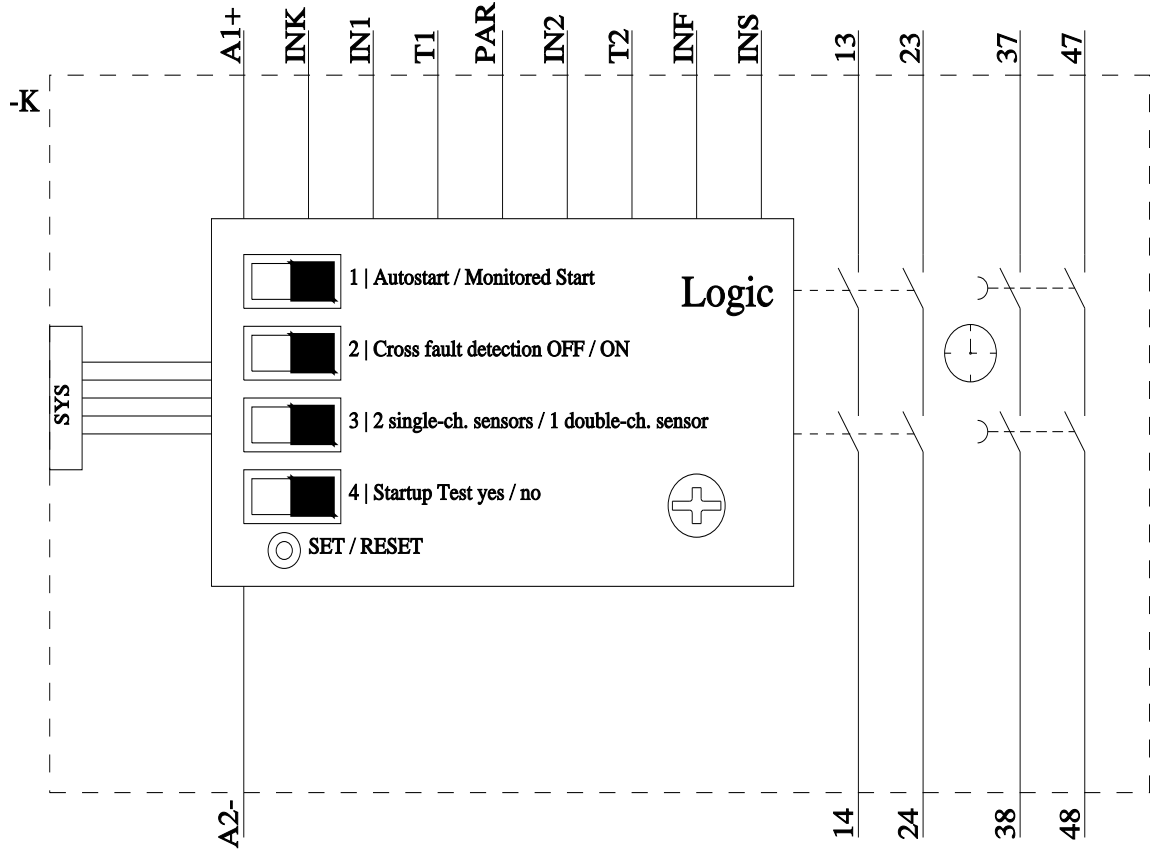 A1+
INK
IN1
T1
PAR
IN2
T2
INF
INS
13
23
37
47
-K
1 | Autostart / Monitored Start
Logic
2 | Cross fault detection OFF / ON
SYS
3 | 2 single-ch. sensors / 1 double-ch. sensor
4 | Startup Test yes / no
SET / RESET
A2-
14
24
38
48